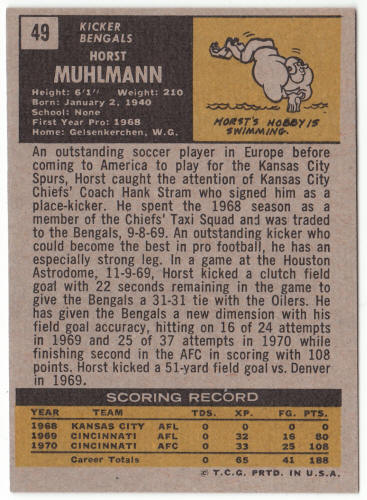 49
KICKER
BENGALS
HORST
MUHLMANN
Height: 6'1" Weight: 210
Born: January 2, 1940
School: None
First Year Pro: 1968
Home: Gelsenkerchen, W.G.
HORST'S HOBBY IS
SWIMMING.
An outstanding soccer player in Europe before
coming to America to play for the Kansas City
Spurs, Horst caught the attention of Kansas City
Chiefs' Coach Hank Stram who signed him as a
place-kicker. He spent the 1968 season as a
member of the Chiefs' Taxi Squad and was traded
to the Bengals, 9-8-69. An outstanding kicker who
could become the best in pro football, he has an
especially strong leg. In a game at the Houston
Astrodome, 11-9-69, Horst kicked a clutch field
goal with 22 seconds remaining in the game to
give the Bengals a 31-31 tie with the Oilers. He
has given the Bengals a new dimension with his
field goal accuracy, hitting on 16 of 24 attempts
in 1969 and 25 of 37 attempts in 1970 while
finishing second in the AFC in scoring with 108
points. Horst kicked a 51-yard field goal vs. Denver
in 1969.
SCORING RECORD
YEAR TEAM TDS. XP. FG. PTS.
1968 KANSAS CITY AFL 0 0 0 0
1969 CINCINNATI AFL 0 32 16 80
1970 CINCINNATI AFC 0 33 25 108
Career Totals 0 65 41 188
© T.C.G. PRTD. IN U.S.A.